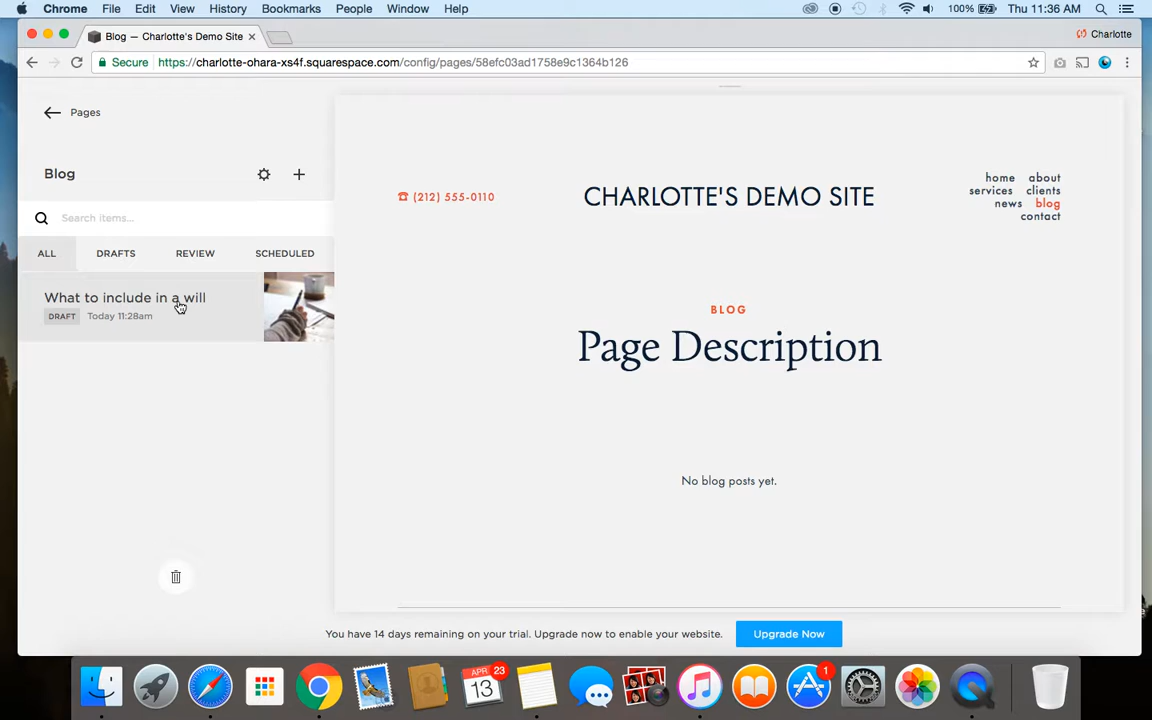 Chrome File Edit View History Bookmarks People Window Help 100% Thu 11:36 AM
Blog — Charlotte's Demo Site Charlotte
Secure https://charlotte-ohara-xs4f.squarespace.com/config/pages/58efc03ad1758e9c1364b126
Pages
Blog
Search items...
ALL DRAFTS REVIEW SCHEDULED
What to include in a will
DRAFT Today 11:28am
☎ (212) 555-0110
CHARLOTTE'S DEMO SITE
home about
services clients
news blog
contact
BLOG
Page Description
No blog posts yet.
You have 14 days remaining on your trial. Upgrade now to enable your website. Upgrade Now
APR 23
13
1